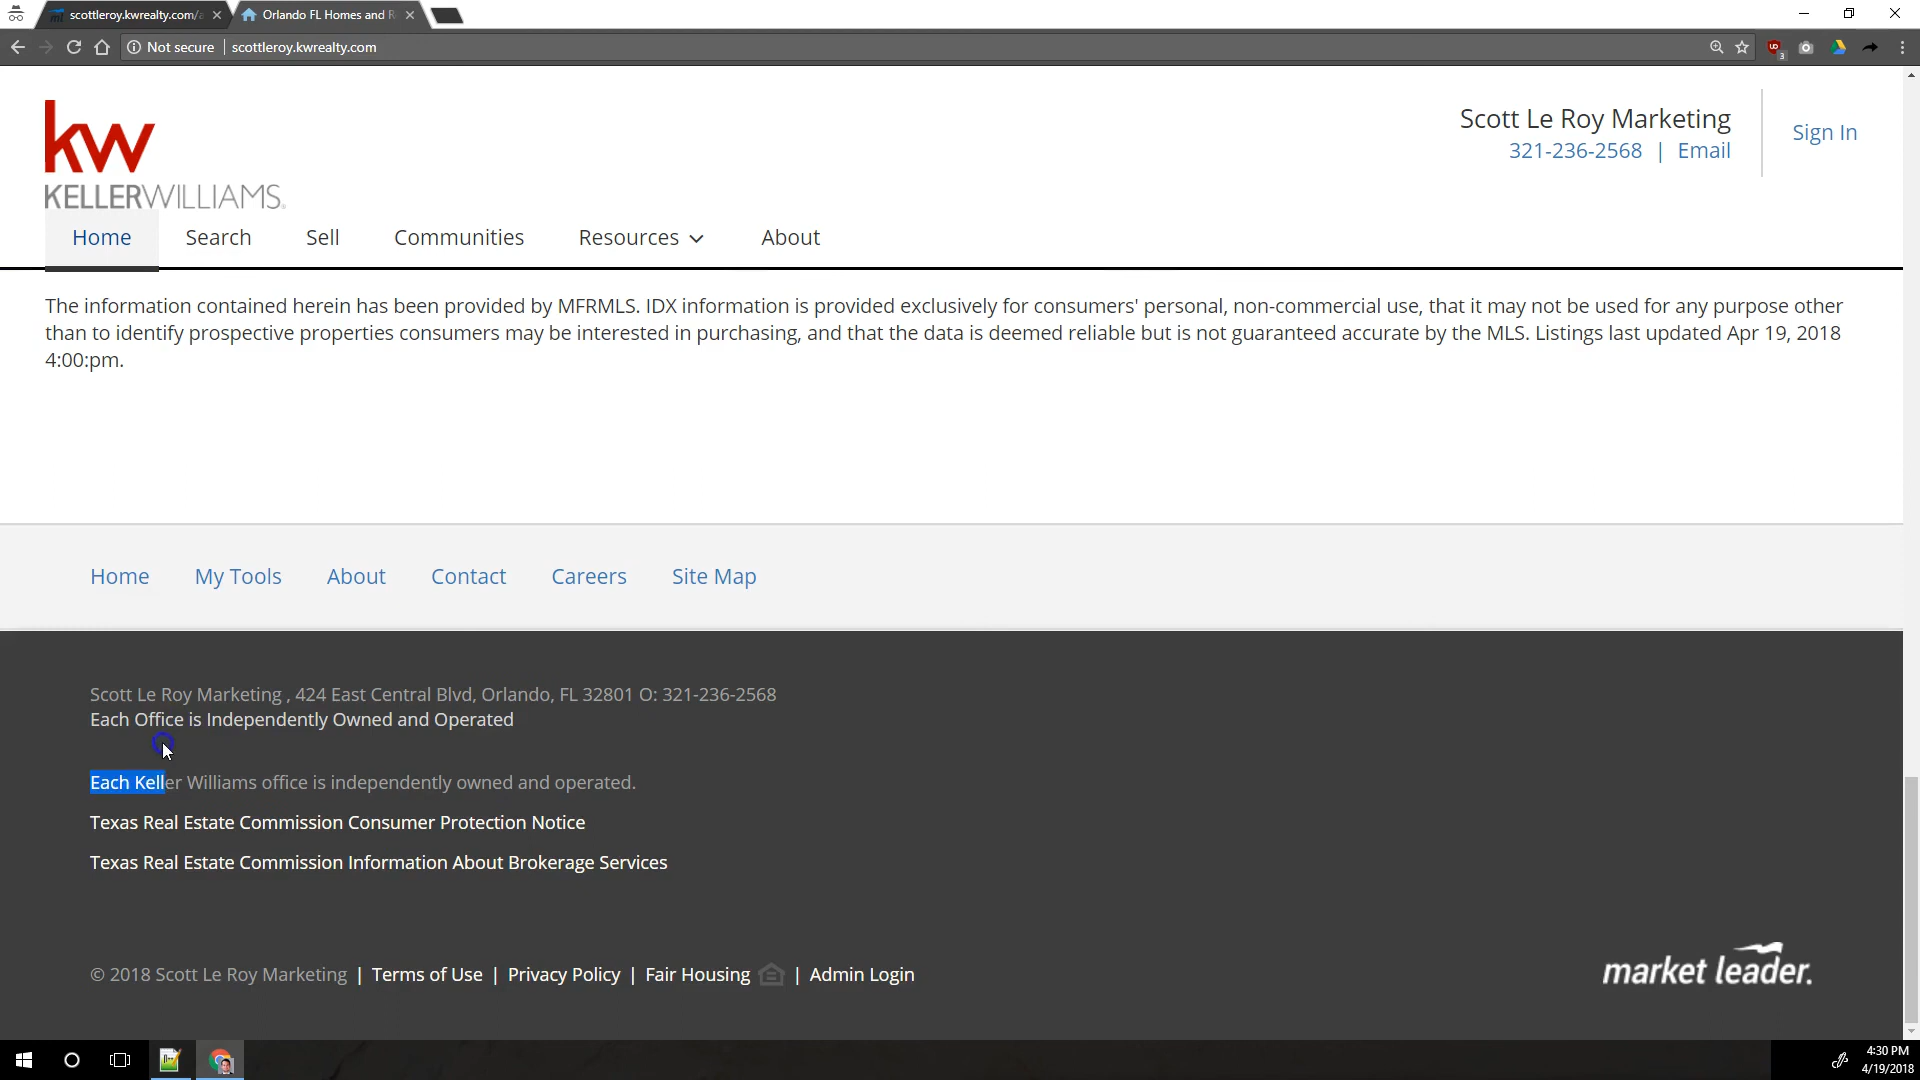 scottleroy.kwrealty.com/a
Orlando FL Homes and R
Not secure
scottleroy.kwrealty.com
3
kw
KELLERWILLIAMS.
Scott Le Roy Marketing
321-236-2568 | Email
Sign In
Home
Search
Sell
Communities
Resources
About
The information contained herein has been provided by MFRMLS. IDX information is provided exclusively for consumers' personal, non-commercial use, that it may not be used for any purpose other
than to identify prospective properties consumers may be interested in purchasing, and that the data is deemed reliable but is not guaranteed accurate by the MLS. Listings last updated Apr 19, 2018
4:00:pm.
Home
My Tools
About
Contact
Careers
Site Map
Scott Le Roy Marketing , 424 East Central Blvd, Orlando, FL 32801 O: 321-236-2568
Each Office is Independently Owned and Operated
Each Keller Williams office is independently owned and operated.
Texas Real Estate Commission Consumer Protection Notice
Texas Real Estate Commission Information About Brokerage Services
© 2018 Scott Le Roy Marketing | Terms of Use | Privacy Policy | Fair Housing | Admin Login
market leader.
4:30 PM
4/19/2018